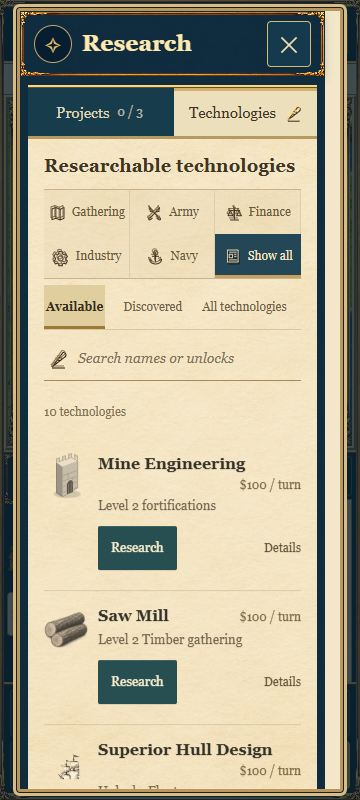 Research
Projects 0/3
Technologies
Researchable technologies
Gathering
Army
Finance
Industry
Navy
Show all
Available
Discovered
All technologies
Search names or unlocks
10 technologies
Mine Engineering
$100 / turn
Level 2 fortifications
Research
Details
Saw Mill
$100 / turn
Level 2 Timber gathering
Research
Details
Superior Hull Design